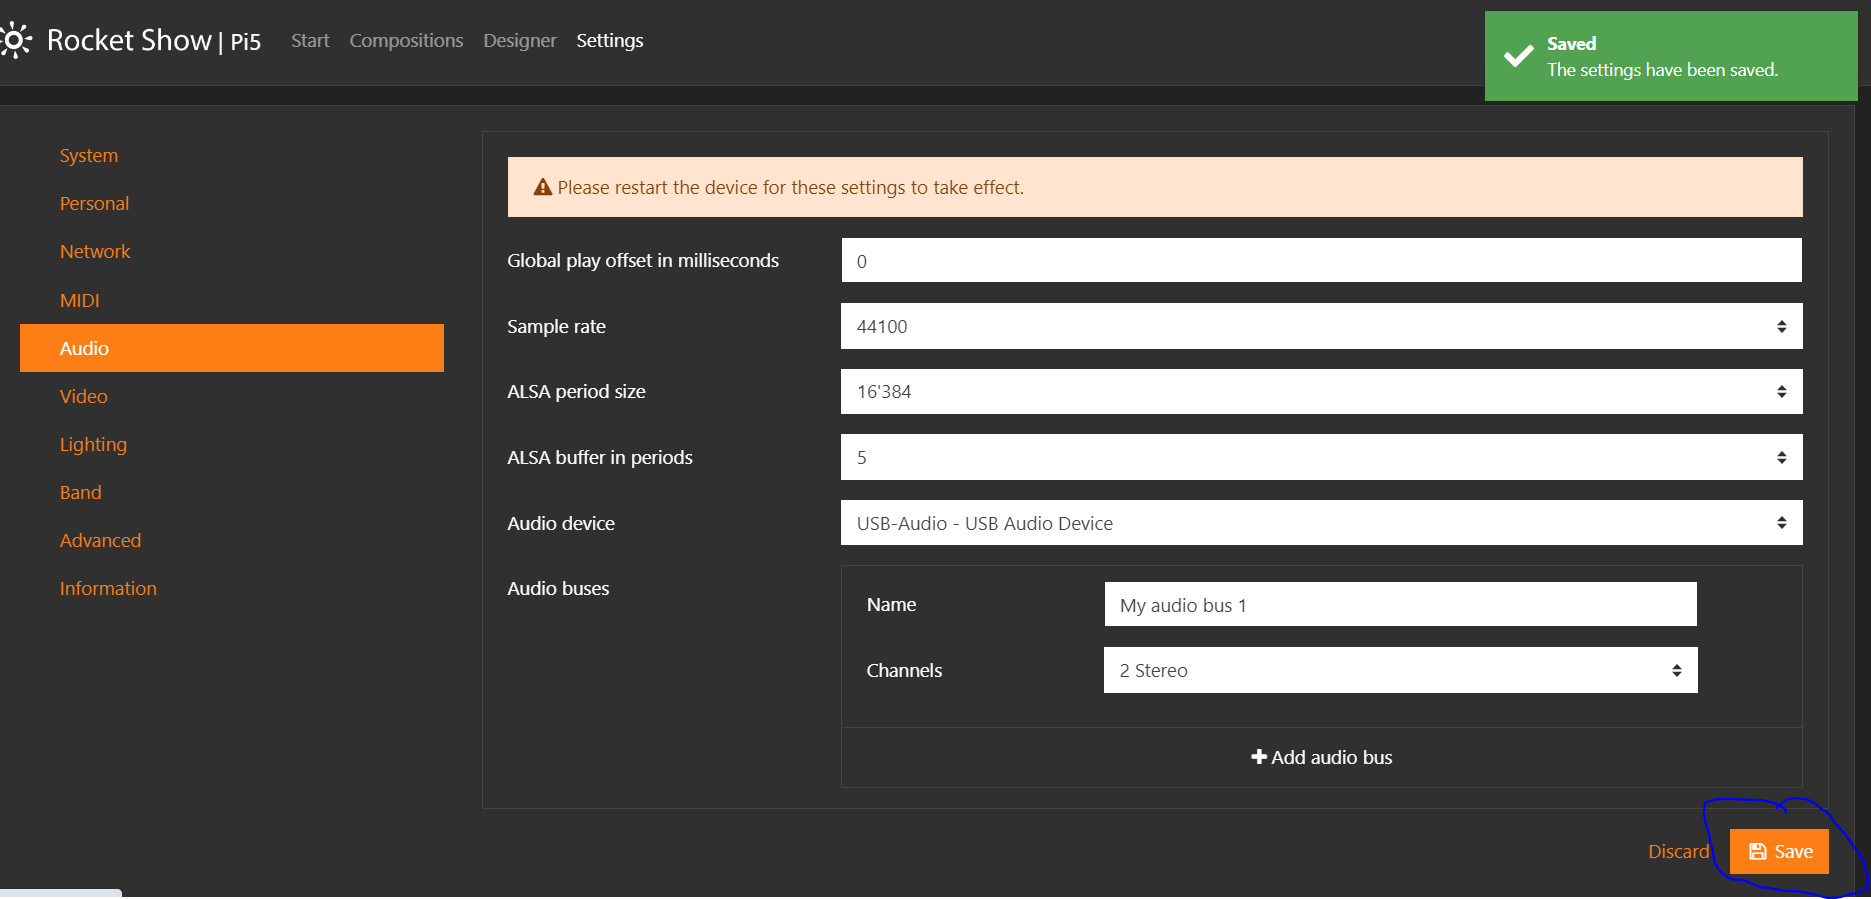 Rocket Show | Pi5 Start Compositions Designer Settings
Saved
The settings have been saved.
System
Personal
Network
MIDI
Audio
Video
Lighting
Band
Advanced
Information
Please restart the device for these settings to take effect.
Global play offset in milliseconds 0
Sample rate 44100
ALSA period size 16'384
ALSA buffer in periods 5
Audio device USB-Audio - USB Audio Device
Audio buses
Name My audio bus 1
Channels 2 Stereo
Add audio bus
Discard Save